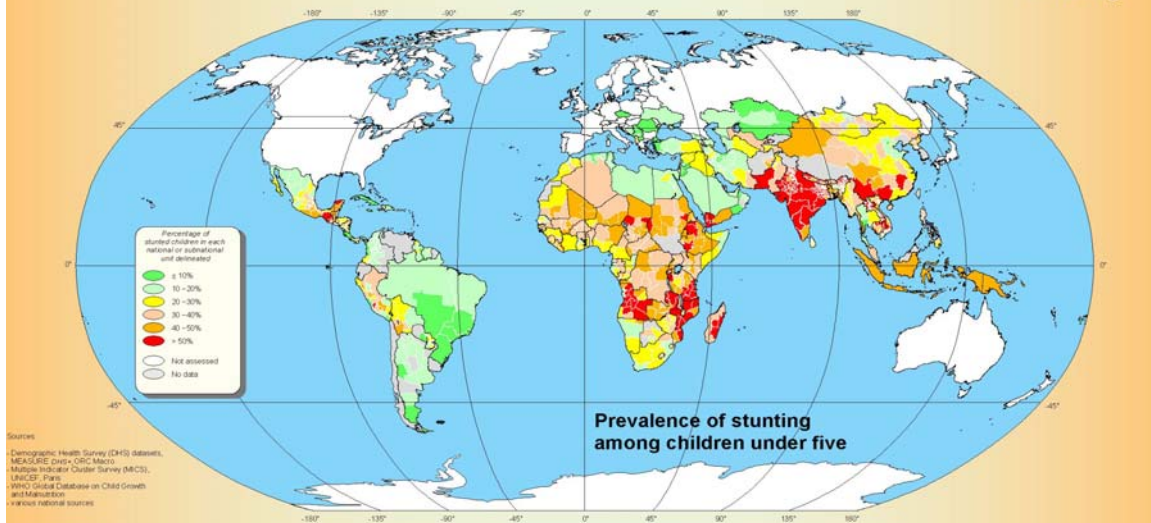 -180° -135° -90° -45° 0° 45° 90° 135° 180°
45° 45°
Percentage of
stunted children in each
national or subnational
unit delineated
≤ 10%
10 -20%
20 -30%
30 -40%
40 -50%
> 50%
Not assessed
No data
0° 0°
-45° -45°
Prevalence of stunting
among children under five
Sources
- Demographic Health Survey (DHS) datasets,
MEASURE DHS+, ORC Macro
- Multiple Indicator Cluster Survey (MICS),
UNICEF, Paris
- WHO Global Database on Child Growth
and Malnutrition
- various national sources
-180° -135° -90° -45° 0° 45° 90° 135° 180°